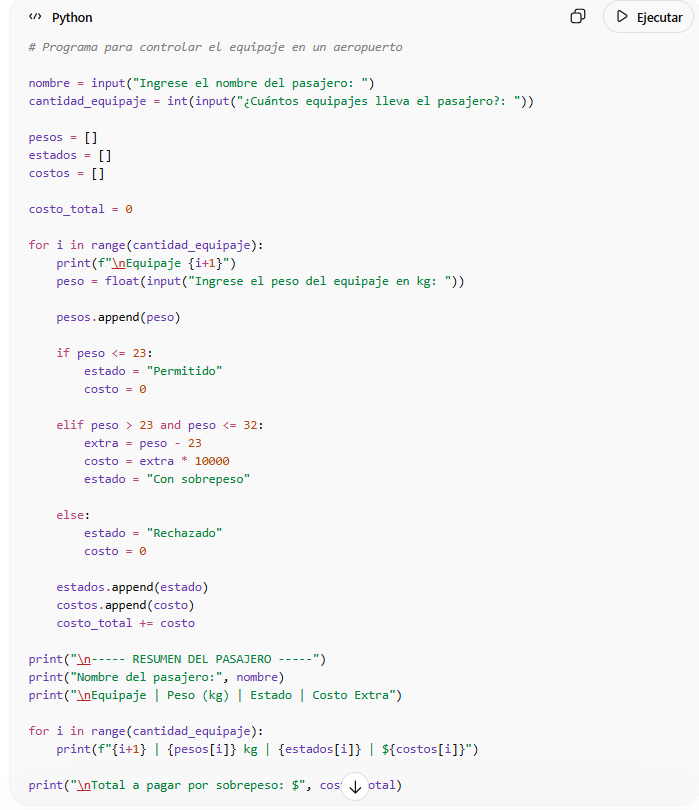 </> Python
Ejecutar
# Programa para controlar el equipaje en un aeropuerto
nombre = input("Ingrese el nombre del pasajero: ")
cantidad_equipaje = int(input("¿Cuántos equipajes lleva el pasajero?: "))
pesos = []
estados = []
costos = []
costo_total = 0
for i in range(cantidad_equipaje):
    print(f"\nEquipaje {i+1}")
    peso = float(input("Ingrese el peso del equipaje en kg: "))
    pesos.append(peso)
    if peso <= 23:
        estado = "Permitido"
        costo = 0
    elif peso > 23 and peso <= 32:
        extra = peso - 23
        costo = extra * 10000
        estado = "Con sobrepeso"
    else:
        estado = "Rechazado"
        costo = 0
    estados.append(estado)
    costos.append(costo)
    costo_total += costo
print("\n----- RESUMEN DEL PASAJERO -----")
print("Nombre del pasajero:", nombre)
print("\nEquipaje | Peso (kg) | Estado | Costo Extra")
for i in range(cantidad_equipaje):
    print(f"{i+1} | {pesos[i]} kg | {estados[i]} | ${costos[i]}")
print("\nTotal a pagar por sobrepeso: $",